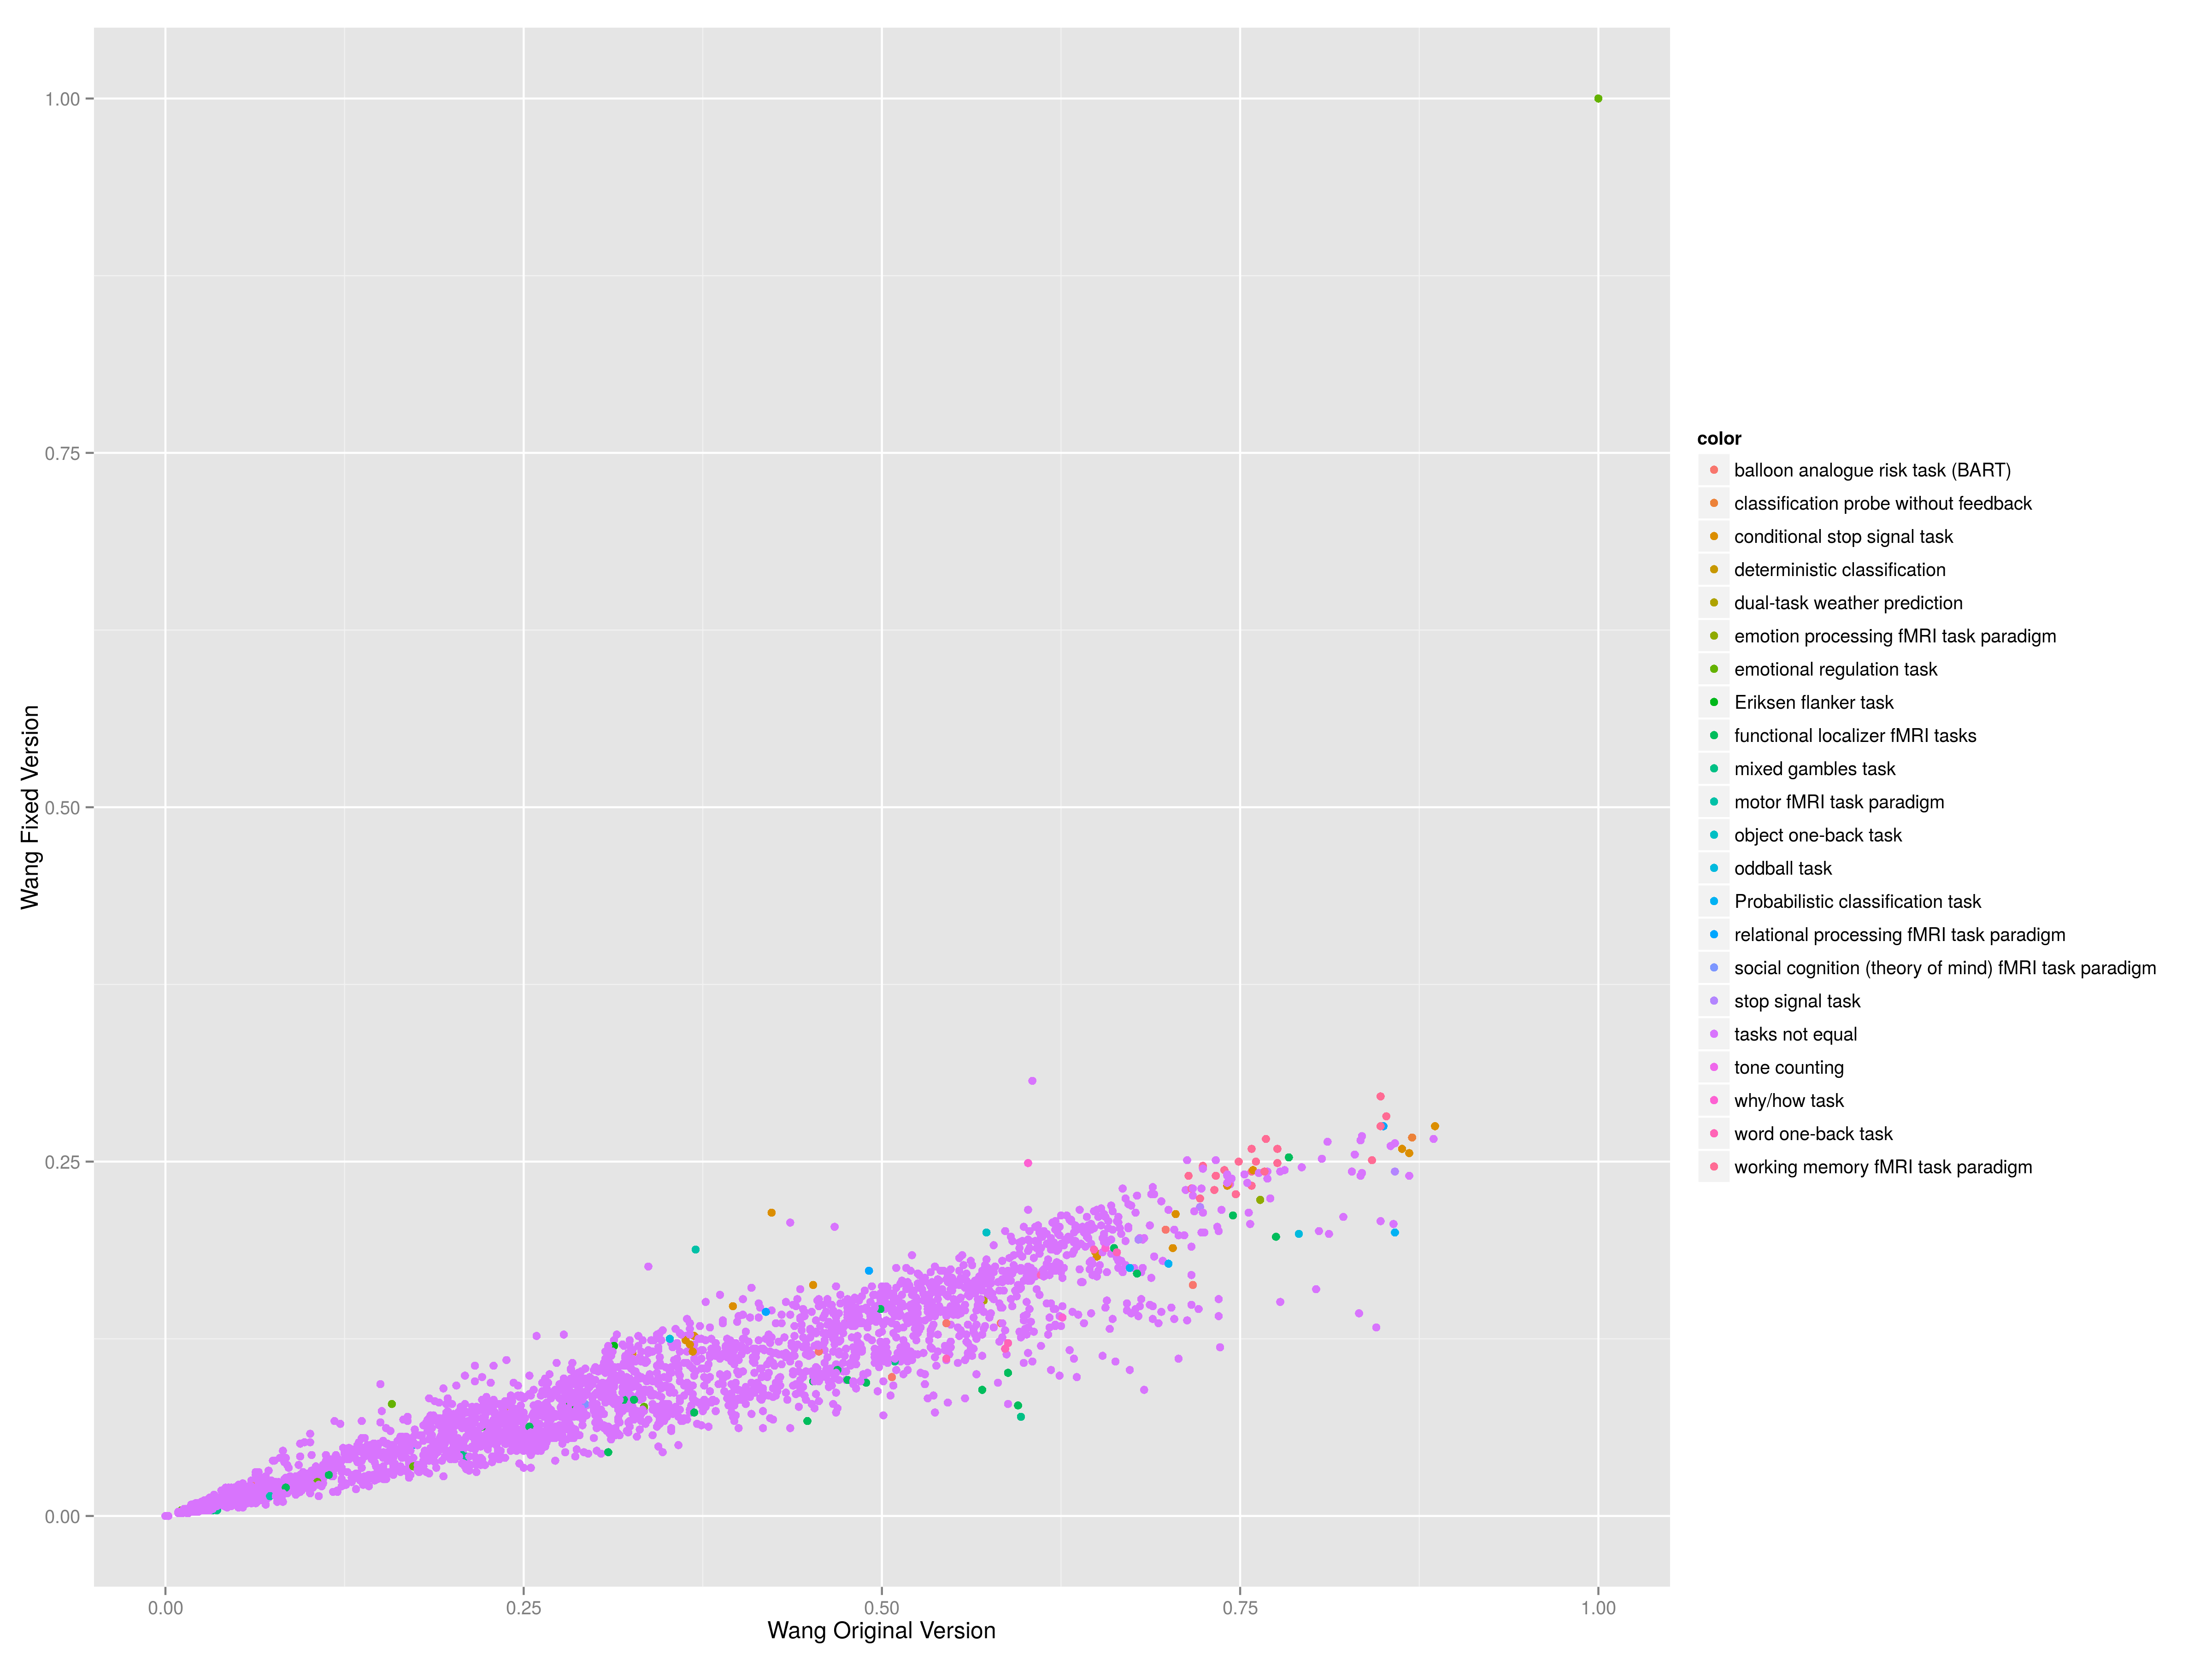 1.00
0.75
0.50
0.25
0.00
Wang Fixed Version
0.00 0.25 0.50 0.75 1.00
Wang Original Version
color
balloon analogue risk task (BART)
classification probe without feedback
conditional stop signal task
deterministic classification
dual-task weather prediction
emotion processing fMRI task paradigm
emotional regulation task
Eriksen flanker task
functional localizer fMRI tasks
mixed gambles task
motor fMRI task paradigm
object one-back task
oddball task
Probabilistic classification task
relational processing fMRI task paradigm
social cognition (theory of mind) fMRI task paradigm
stop signal task
tasks not equal
tone counting
why/how task
word one-back task
working memory fMRI task paradigm